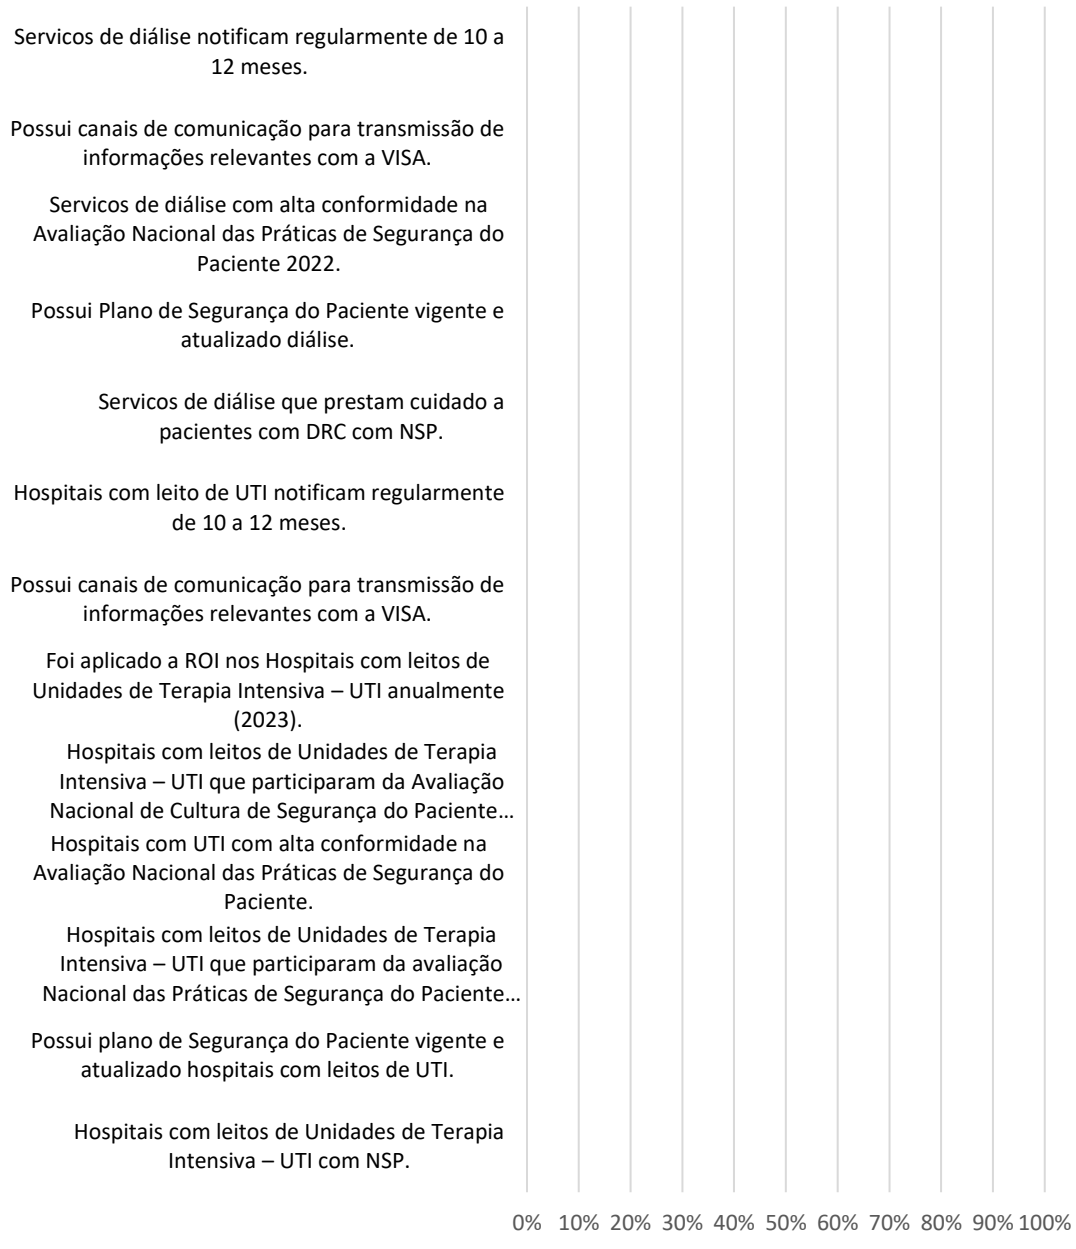 Servicos de diálise notificam regularmente de 10 a
12 meses.
Possui canais de comunicação para transmissão de
informações relevantes com a VISA.
Servicos de diálise com alta conformidade na
Avaliação Nacional das Práticas de Segurança do
Paciente 2022.
Possui Plano de Segurança do Paciente vigente e
atualizado diálise.
Servicos de diálise que prestam cuidado a
pacientes com DRC com NSP.
Hospitais com leito de UTI notificam regularmente
de 10 a 12 meses.
Possui canais de comunicação para transmissão de
informações relevantes com a VISA.
Foi aplicado a ROI nos Hospitais com leitos de
Unidades de Terapia Intensiva – UTI anualmente
(2023).
Hospitais com leitos de Unidades de Terapia
Intensiva – UTI que participaram da Avaliação
Nacional de Cultura de Segurança do Paciente...
Hospitais com UTI com alta conformidade na
Avaliação Nacional das Práticas de Segurança do
Paciente.
Hospitais com leitos de Unidades de Terapia
Intensiva – UTI que participaram da avaliação
Nacional das Práticas de Segurança do Paciente...
Possui plano de Segurança do Paciente vigente e
atualizado hospitais com leitos de UTI.
Hospitais com leitos de Unidades de Terapia
Intensiva – UTI com NSP.
0% 10% 20% 30% 40% 50% 60% 70% 80% 90% 100%